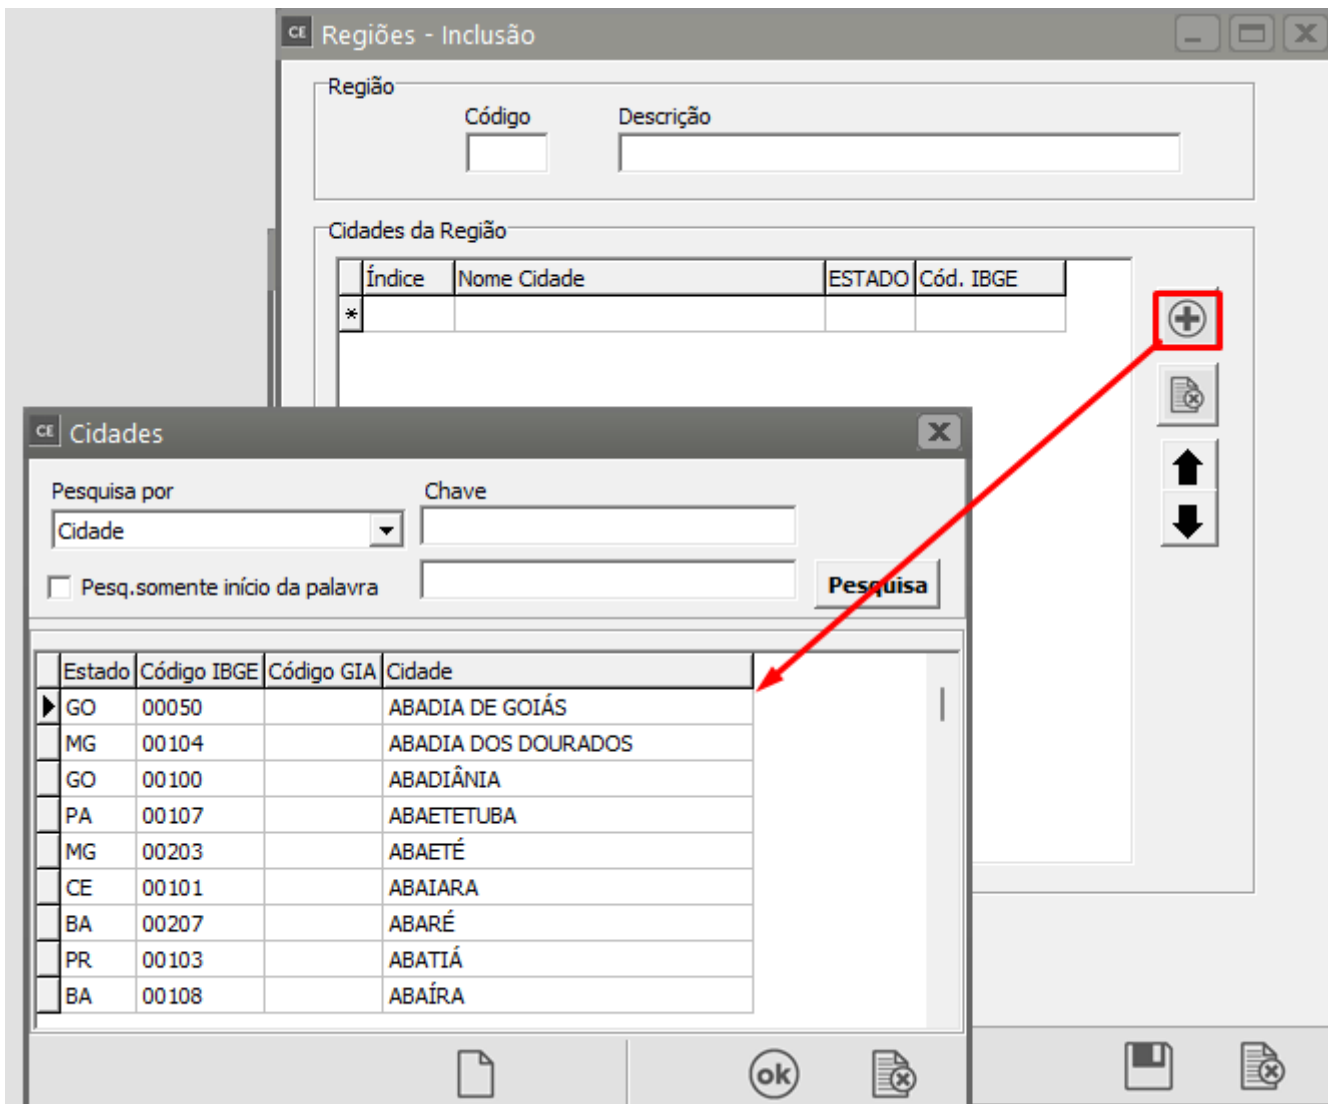 CE Regiões - Inclusão
Região
Código Descrição
Cidades da Região
Índice Nome Cidade ESTADO Cód. IBGE
*
CE Cidades
Pesquisa por Chave
Cidade
Pesq.somente início da palavra Pesquisa
Estado Código IBGE Código GIA Cidade
GO 00050 ABADIA DE GOIÁS
MG 00104 ABADIA DOS DOURADOS
GO 00100 ABADIÂNIA
PA 00107 ABAETETUBA
MG 00203 ABAETÉ
CE 00101 ABAIARA
BA 00207 ABARÉ
PR 00103 ABATIÁ
BA 00108 ABAÍRA
ok